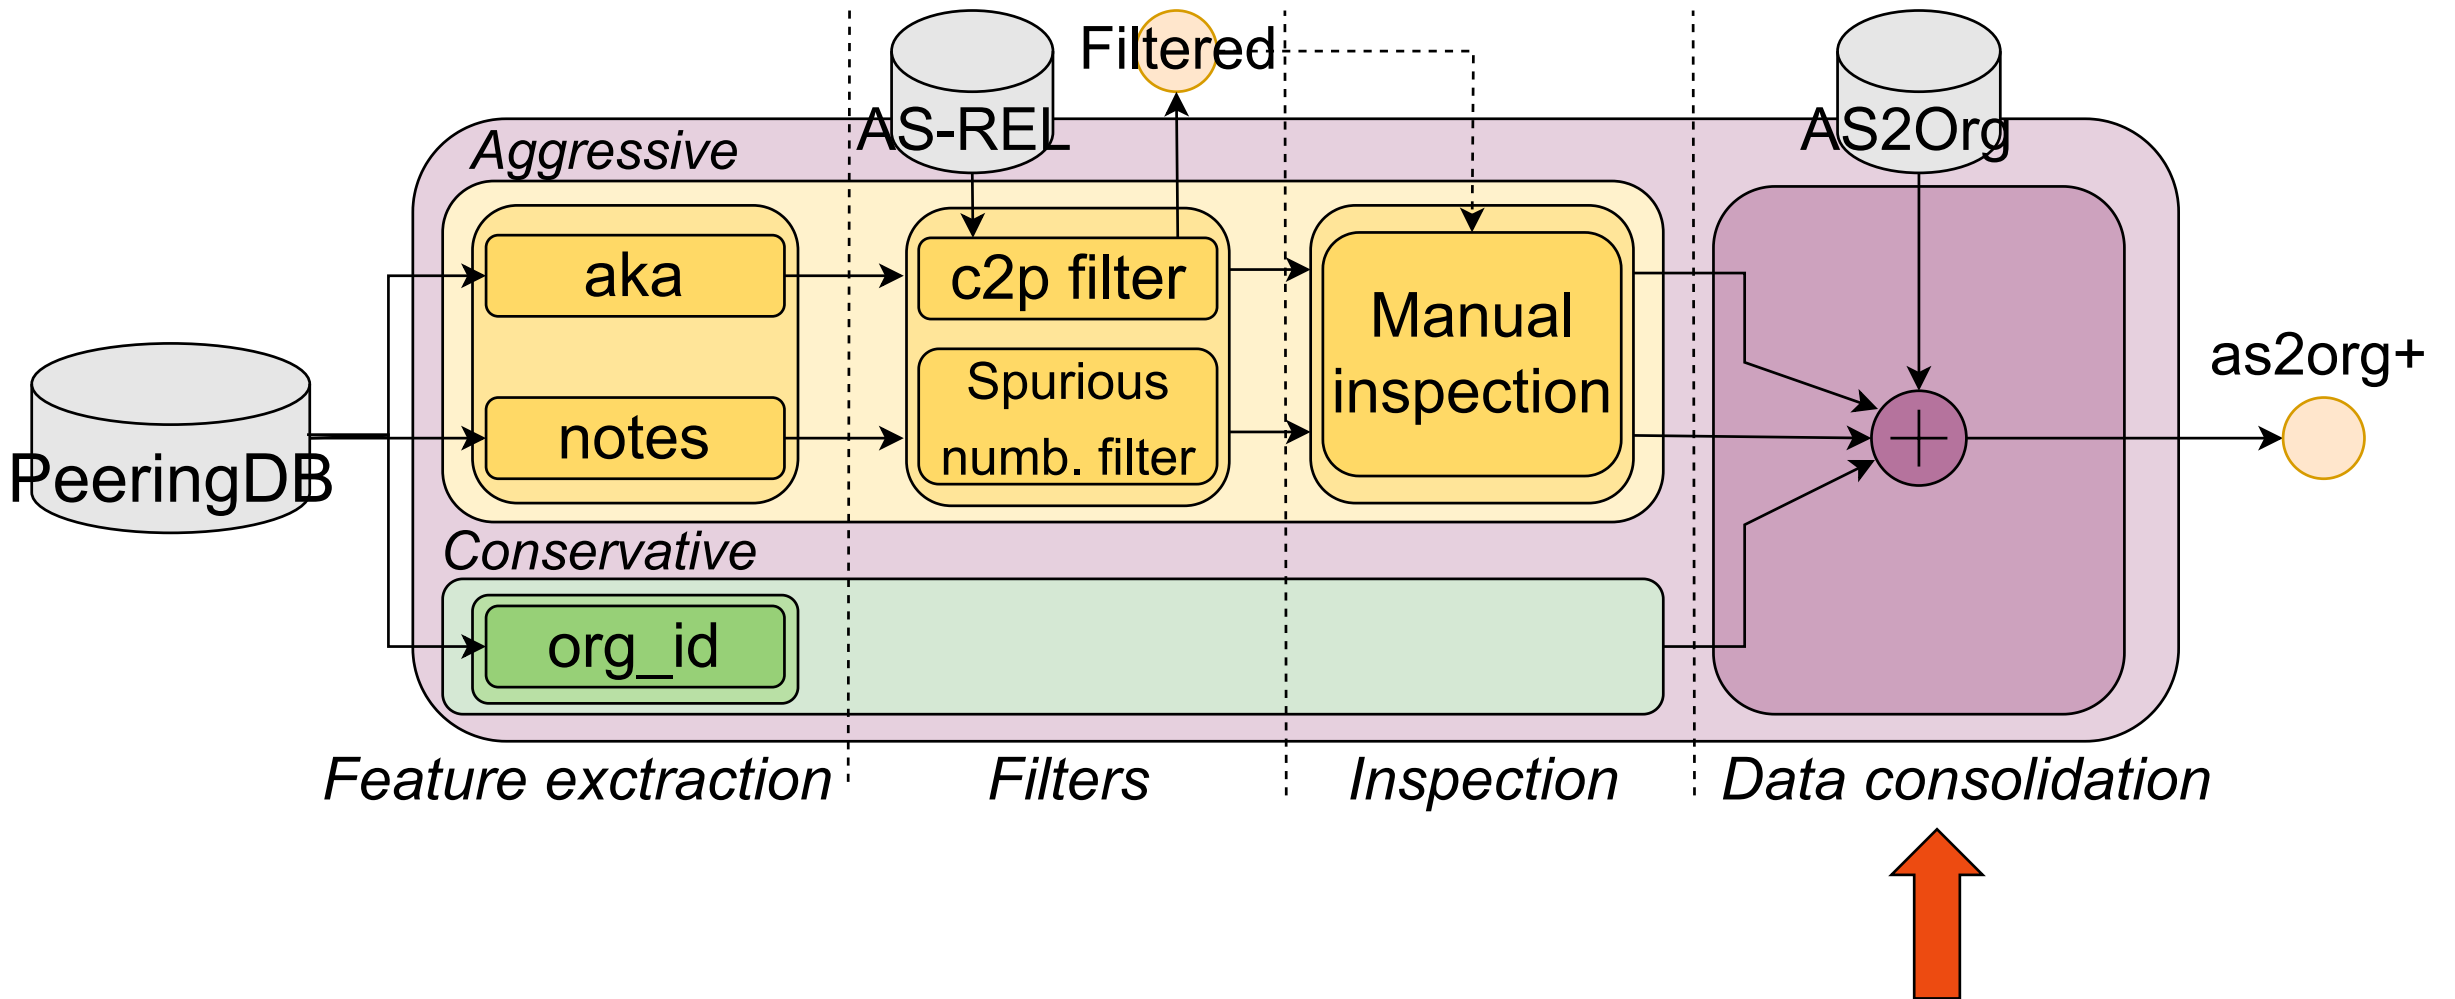 Filtered
AS-REL
AS2Org
Aggressive
aka
c2p filter
Manual
inspection
notes
Spurious
numb. filter
PeeringDB
as2org+
Conservative
org_id
Feature exctraction
Filters
Inspection
Data consolidation